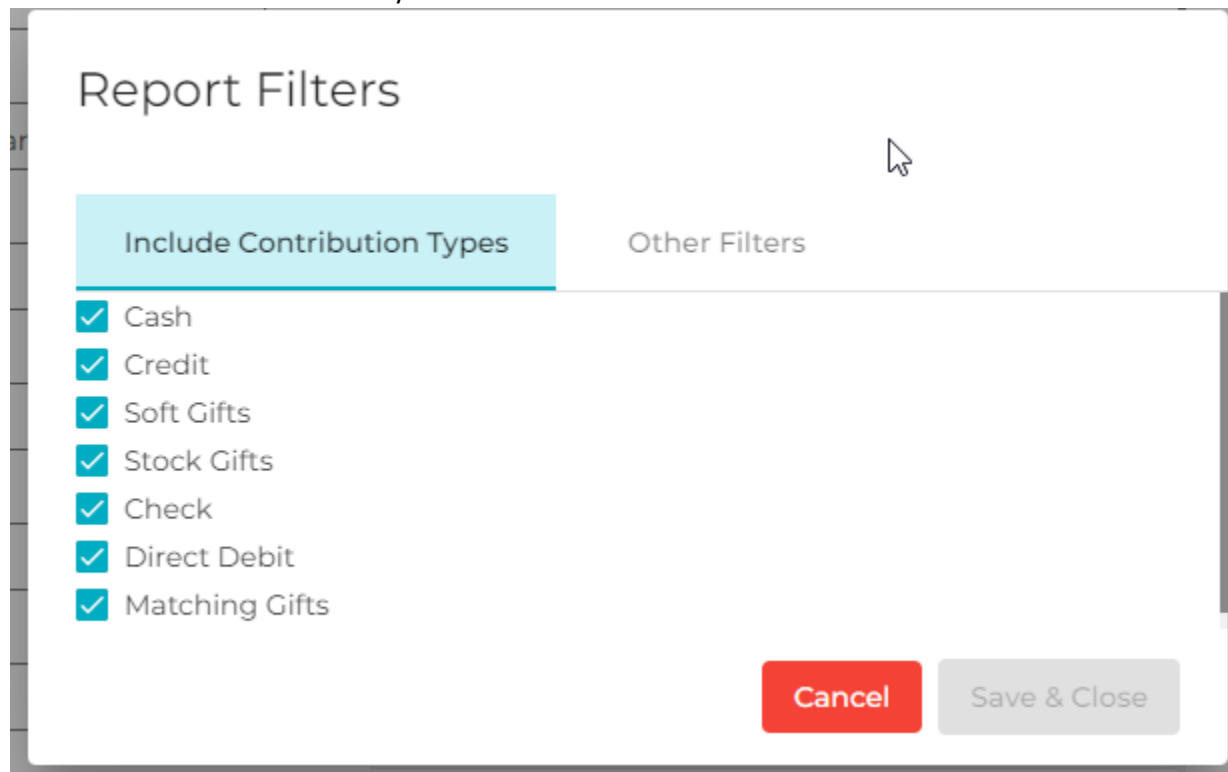 Report Filters
Include Contribution Types
Other Filters
Cash
Credit
Soft Gifts
Stock Gifts
Check
Direct Debit
Matching Gifts
Cancel
Save & Close